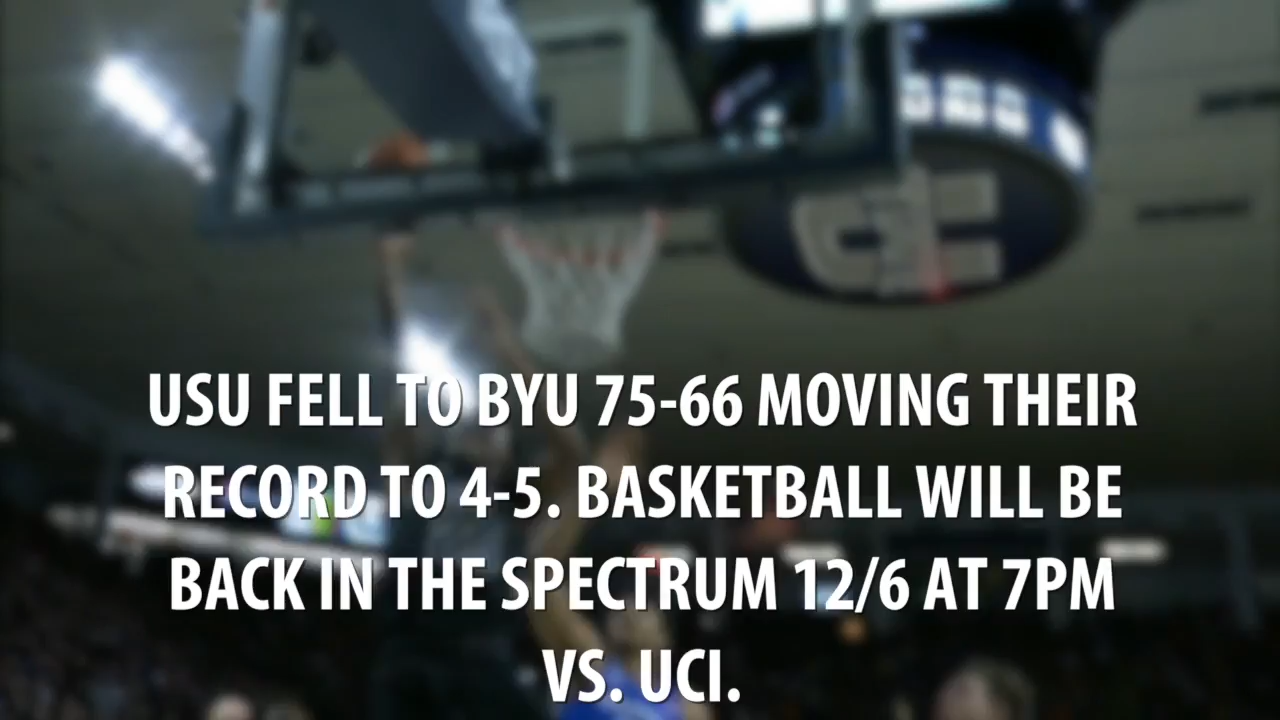 USU FELL TO BYU 75-66 MOVING THEIR
RECORD TO 4-5. BASKETBALL WILL BE
BACK IN THE SPECTRUM 12/6 AT 7PM
VS. UCI.